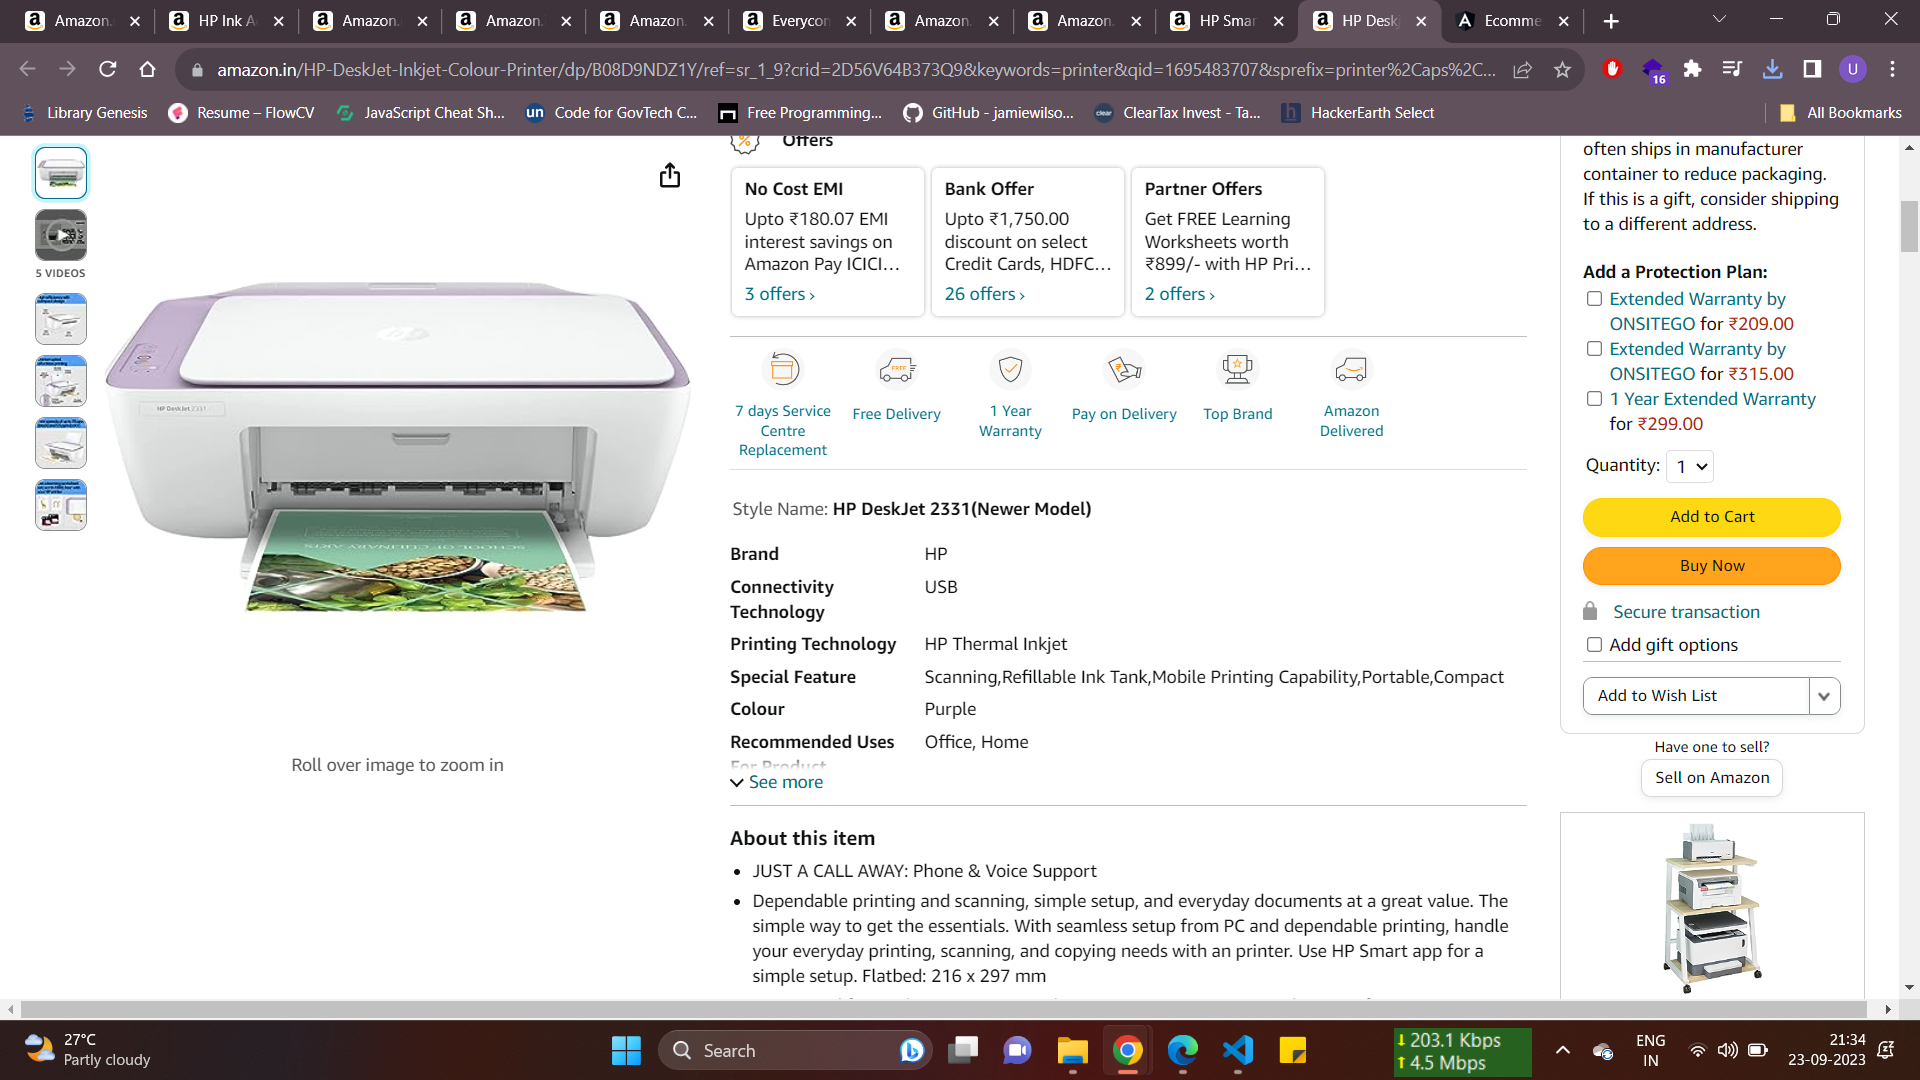 Amazon.
HP Ink A
Amazon.
Amazon.
Amazon.
Everycon
Amazon.
Amazon.
HP Smar
HP Desk
Ecomme
amazon.in/HP-DeskJet-Inkjet-Colour-Printer/dp/B08D9NDZ1Y/ref=sr_1_9?crid=2D56V64B373Q9&keywords=printer&qid=1695483707&sprefix=printer%2Caps%2C...
16
U
Library Genesis
Resume – FlowCV
JavaScript Cheat Sh...
un
Code for GovTech C...
Free Programming...
GitHub - jamiewilso...
clear
ClearTax Invest - Ta...
h
HackerEarth Select
All Bookmarks
5 VIDEOS
hp
HP DeskJet 2331
SCHOOL OF CULINARY ARTS
Roll over image to zoom in
%
Offers
No Cost EMI
Upto ₹180.07 EMI
interest savings on
Amazon Pay ICICI...
3 offers ›
Bank Offer
Upto ₹1,750.00
discount on select
Credit Cards, HDFC...
26 offers ›
Partner Offers
Get FREE Learning
Worksheets worth
₹899/- with HP Pri...
2 offers ›
FREE
7 days Service
Centre
Replacement
Free Delivery
1 Year
Warranty
Pay on Delivery
Top Brand
Amazon
Delivered
Style Name: HP DeskJet 2331(Newer Model)
Brand HP
Connectivity USB
Technology
Printing Technology HP Thermal Inkjet
Special Feature Scanning,Refillable Ink Tank,Mobile Printing Capability,Portable,Compact
Colour Purple
Recommended Uses Office, Home
For Product
See more
About this item
• JUST A CALL AWAY: Phone & Voice Support
• Dependable printing and scanning, simple setup, and everyday documents at a great value. The
simple way to get the essentials. With seamless setup from PC and dependable printing, handle
your everyday printing, scanning, and copying needs with an printer. Use HP Smart app for a
simple setup. Flatbed: 216 x 297 mm
often ships in manufacturer
container to reduce packaging.
If this is a gift, consider shipping
to a different address.
Add a Protection Plan:
Extended Warranty by
ONSITEGO for ₹209.00
Extended Warranty by
ONSITEGO for ₹315.00
1 Year Extended Warranty
for ₹299.00
Quantity: 1
Add to Cart
Buy Now
Secure transaction
Add gift options
Add to Wish List
Have one to sell?
Sell on Amazon
27°C
Partly cloudy
Search
203.1 Kbps
4.5 Mbps
ENG
IN
21:34
23-09-2023